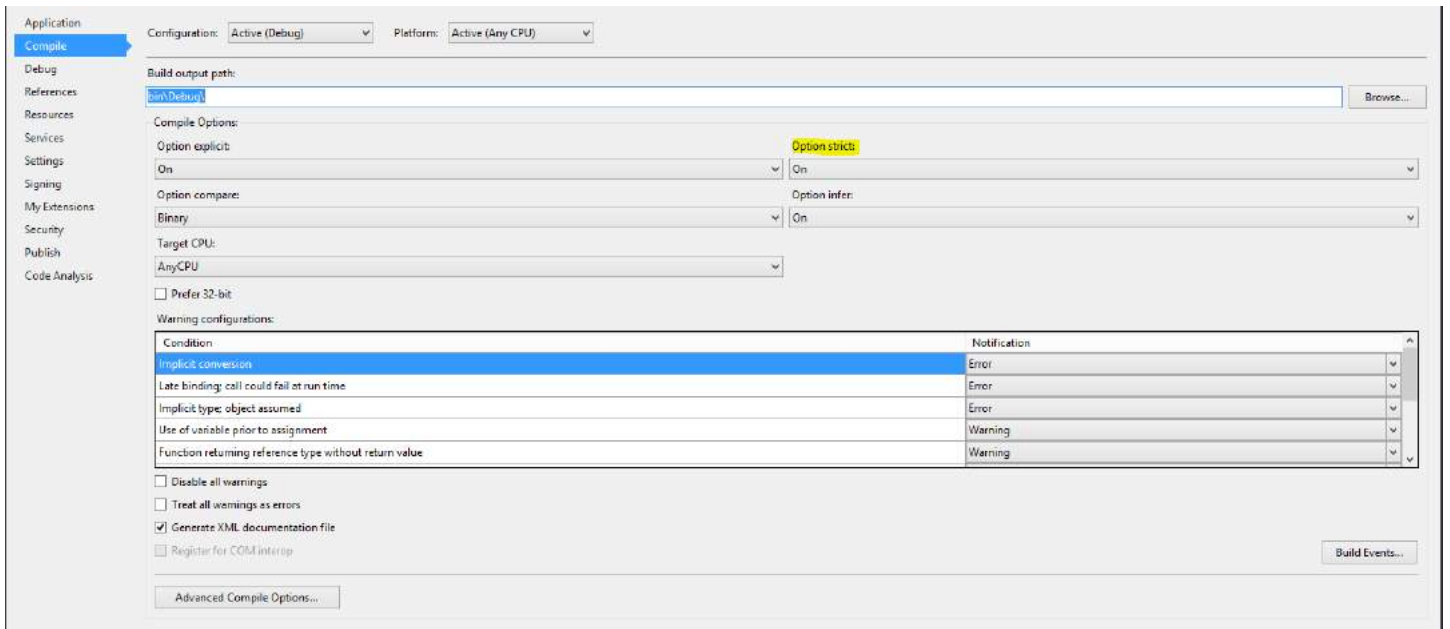 Application
Compile
Debug
References
Resources
Services
Settings
Signing
My Extensions
Security
Publish
Code Analysis
Configuration: Active (Debug) Platform: Active (Any CPU)
Build output path:
bin\Debug\ Browse...
Compile Options:
Option explicit: Option strict:
On On
Option compare: Option infer:
Binary On
Target CPU:
AnyCPU
Prefer 32-bit
Warning configurations:
Condition Notification
Implicit conversion Error
Late binding; call could fail at run time Error
Implicit type; object assumed Error
Use of variable prior to assignment Warning
Function returning reference type without return value Warning
Disable all warnings
Treat all warnings as errors
Generate XML documentation file
Register for COM interop Build Events...
Advanced Compile Options...